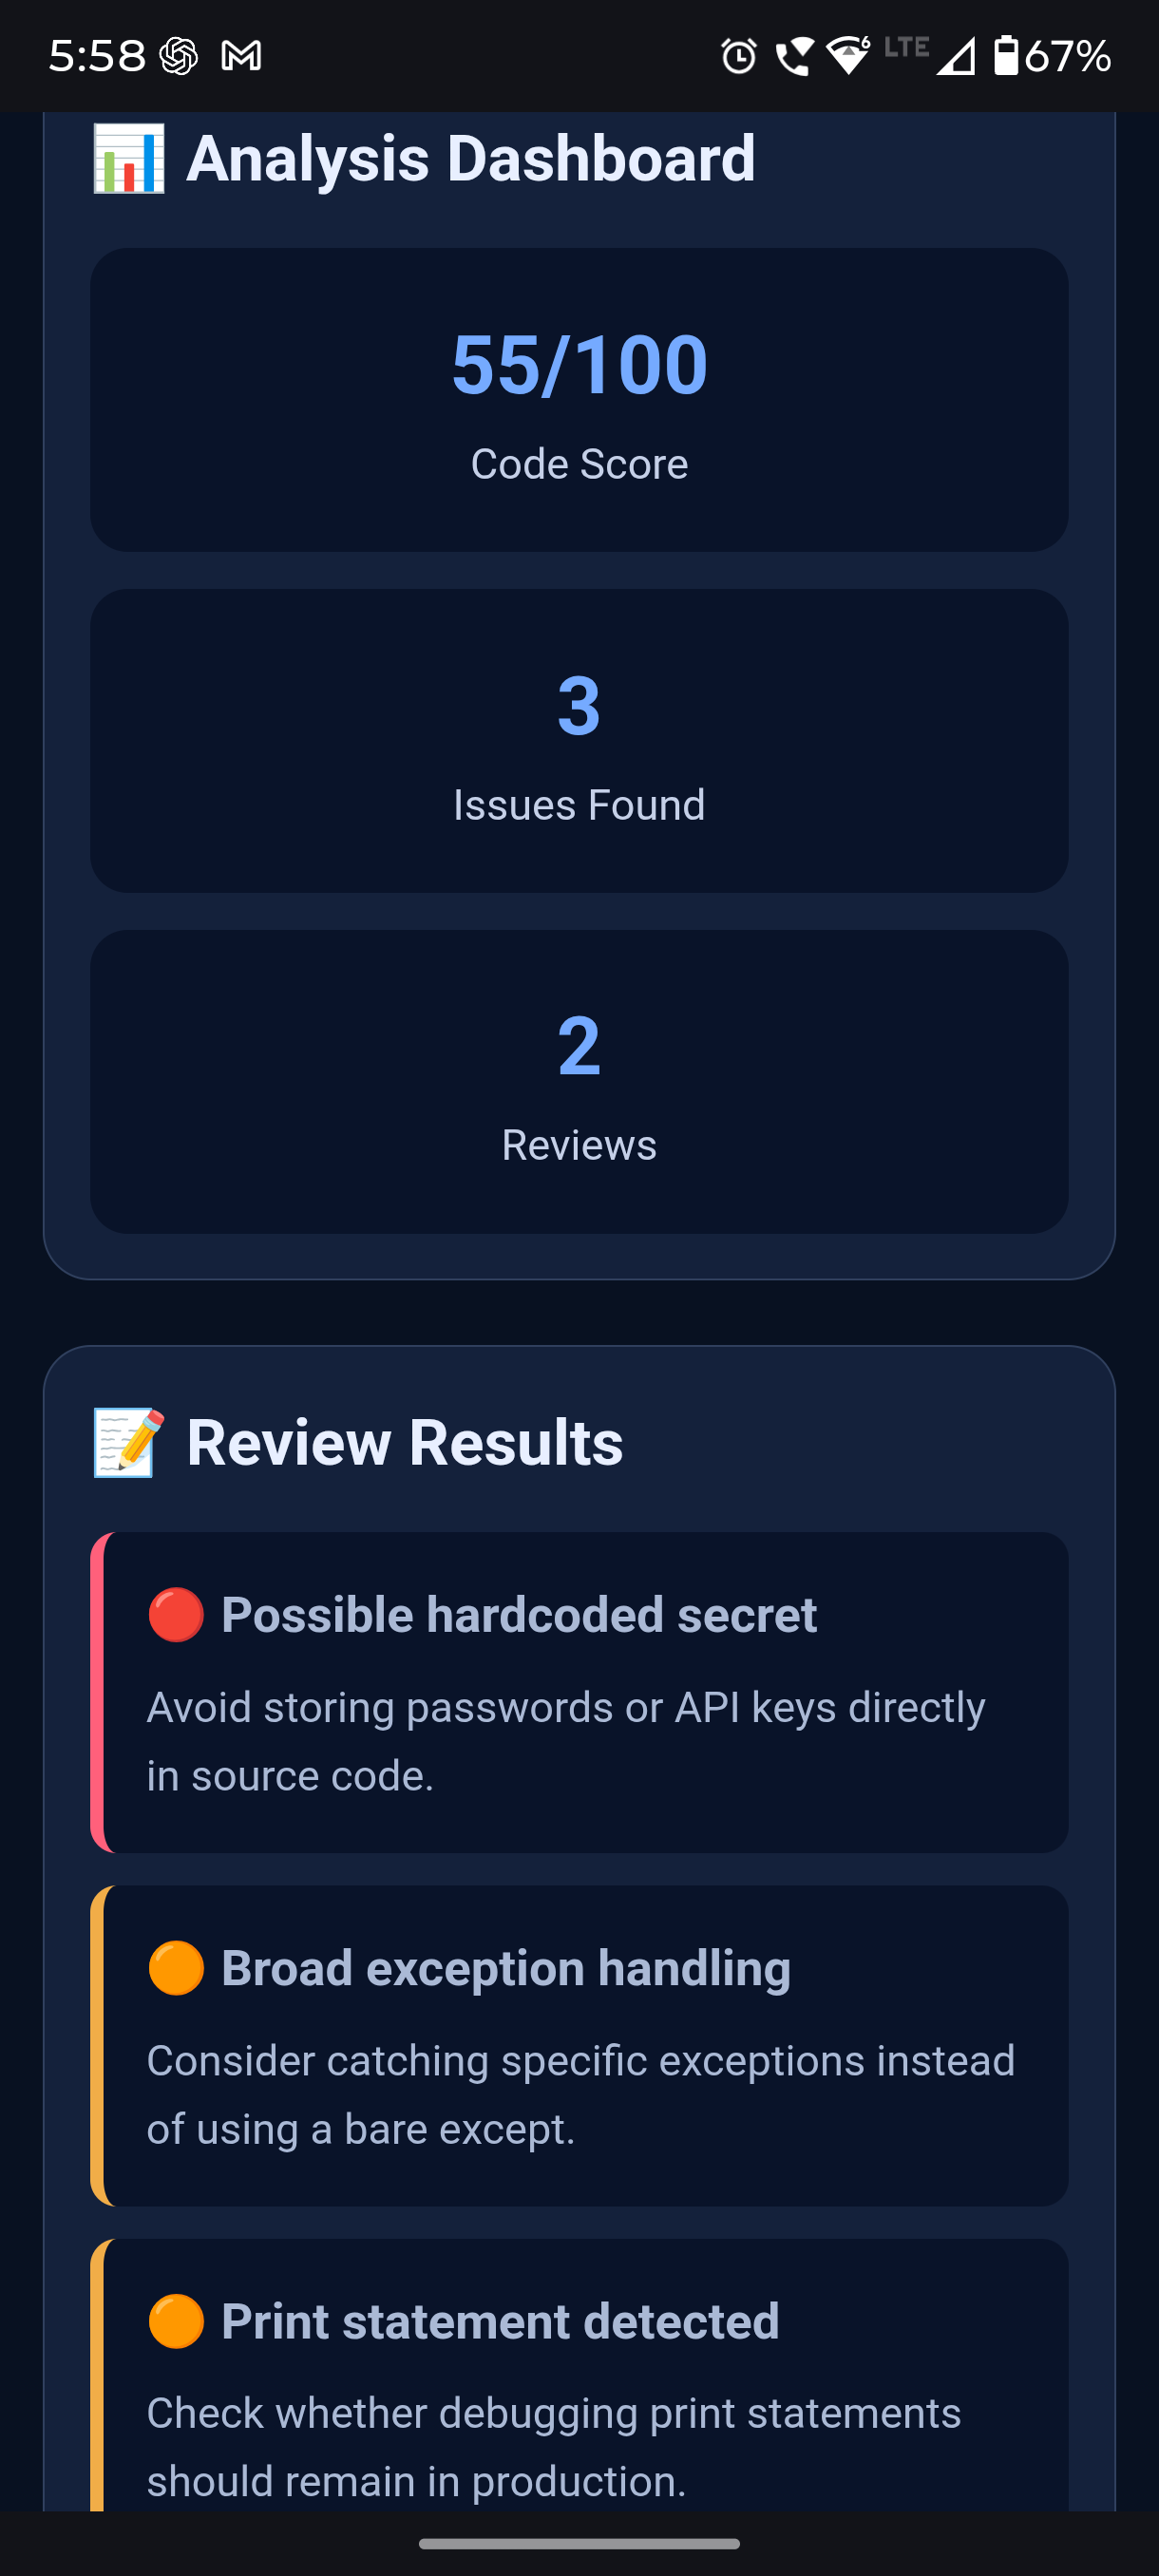 5:58 6 LTE 67%
📊 Analysis Dashboard
55/100
Code Score
3
Issues Found
2
Reviews
📝 Review Results
🔴 Possible hardcoded secret
Avoid storing passwords or API keys directly
in source code.
🟠 Broad exception handling
Consider catching specific exceptions instead
of using a bare except.
🟠 Print statement detected
Check whether debugging print statements
should remain in production.